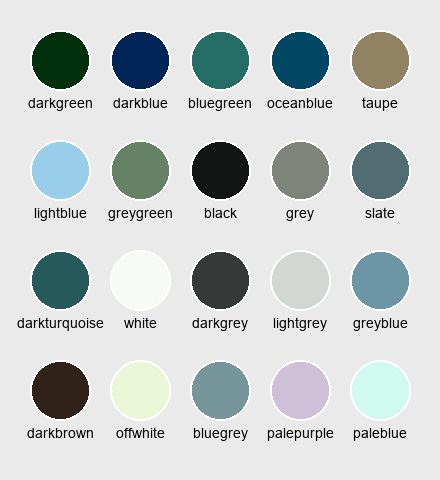 darkgreen darkblue bluegreen oceanblue taupe
lightblue greygreen black grey slate
darkturquoise white darkgrey lightgrey greyblue
darkbrown offwhite bluegrey palepurple paleblue